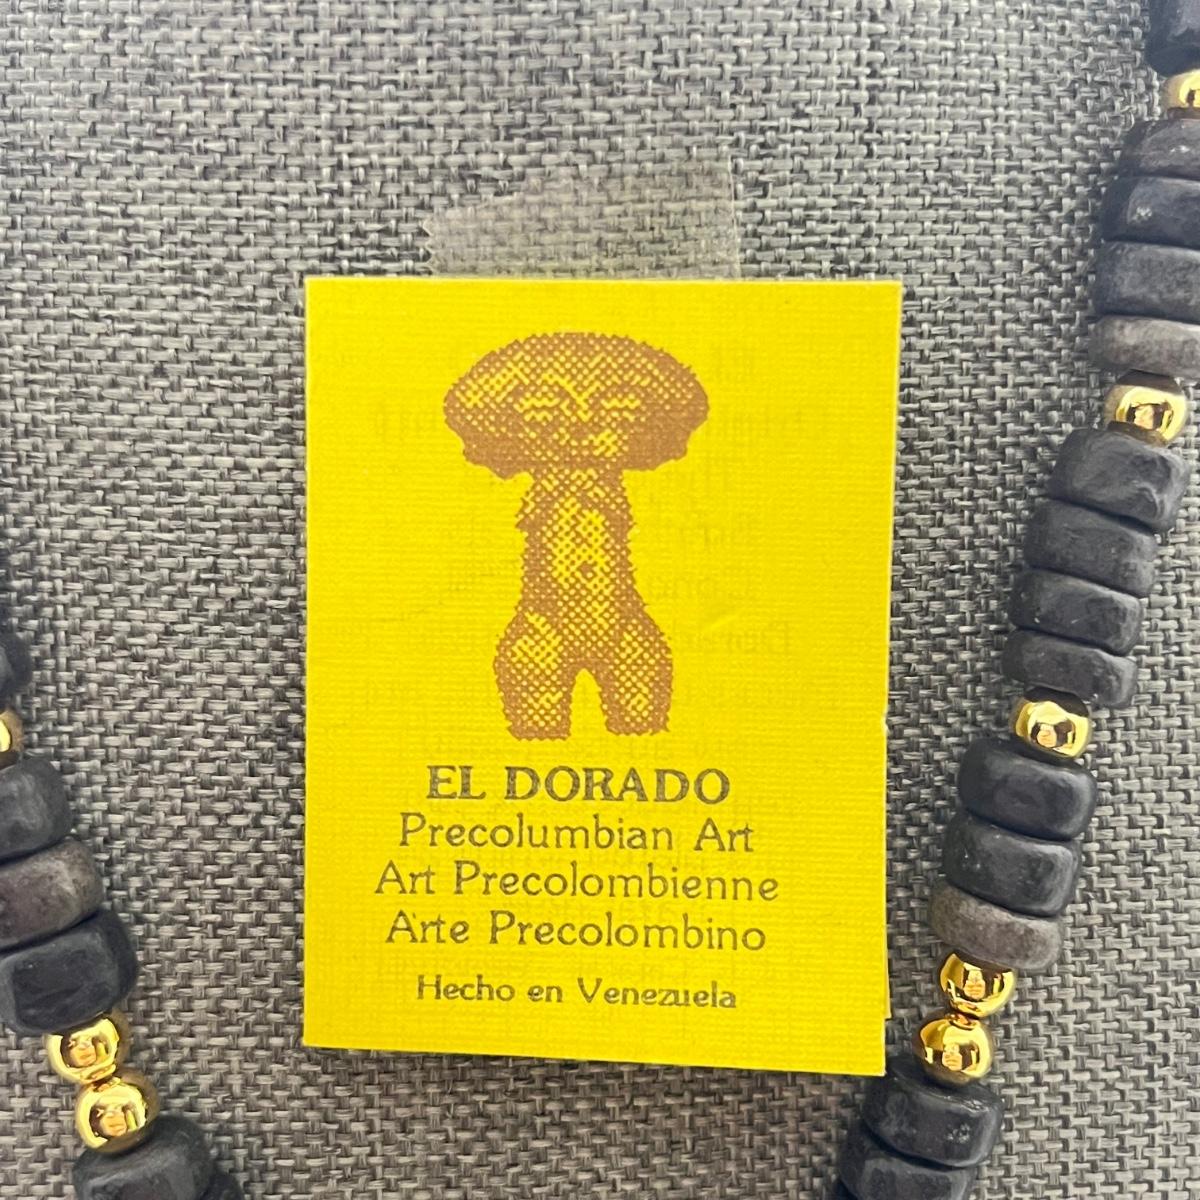 EL DORADO
Precolumbian Art
Art Precolombienne
Arte Precolombino
Hecho en Venezuela